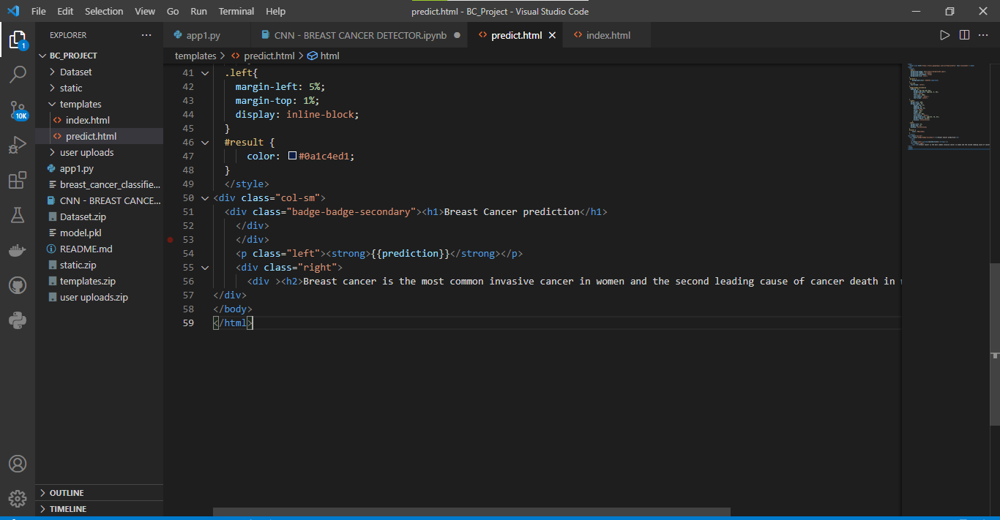 File Edit Selection View Go Run Terminal Help predict.html - BC_Project - Visual Studio Code
EXPLORER
BC_PROJECT
Dataset
static
templates
index.html
predict.html
user uploads
app1.py
breast_cancer_classifie...
CNN - BREAST CANCE...
Dataset.zip
model.pkl
README.md
static.zip
templates.zip
user uploads.zip
OUTLINE
TIMELINE
1
10K
app1.py CNN - BREAST CANCER DETECTOR.ipynb predict.html index.html
templates > predict.html > html
41 .left{
42 margin-left: 5%;
43 margin-top: 1%;
44 display: inline-block;
45 }
46 #result {
47 color: #0a1c4ed1;
48 }
49 </style>
50 <div class="col-sm">
51 <div class="badge-badge-secondary"><h1>Breast Cancer prediction</h1>
52 </div>
53 </div>
54 <p class="left"><strong>{{prediction}}</strong></p>
55 <div class="right">
56 <div ><h2>Breast cancer is the most common invasive cancer in women and the second leading cause of cancer death in
57 </div>
58 </body>
59 </html>